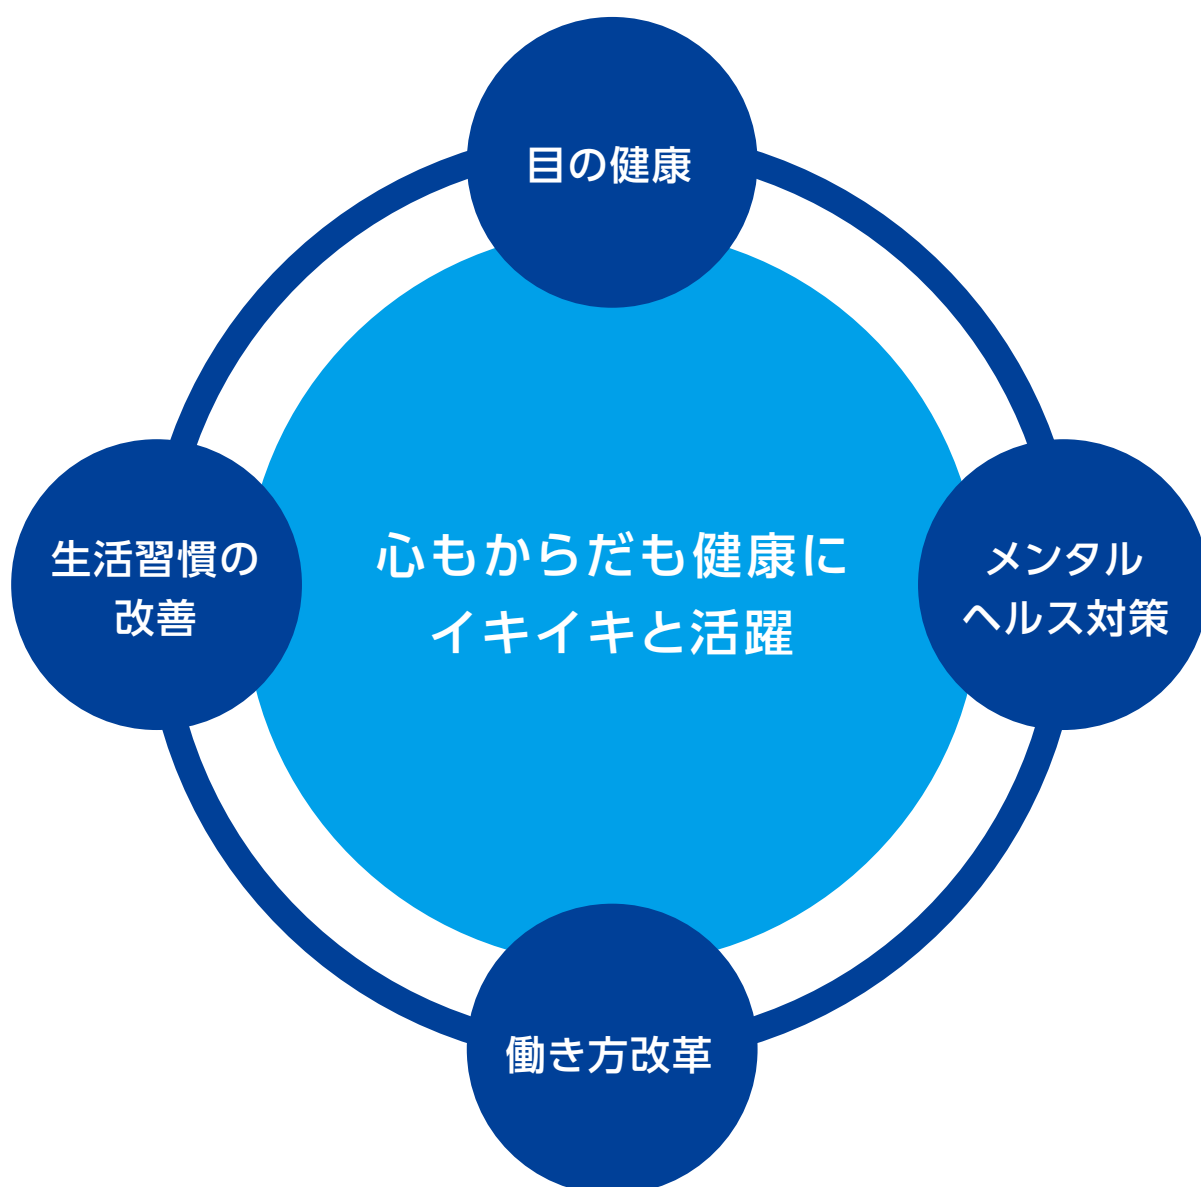 目の健康
生活習慣の
改善
心もからだも健康に
イキイキと活躍
メンタル
ヘルス対策
働き方改革